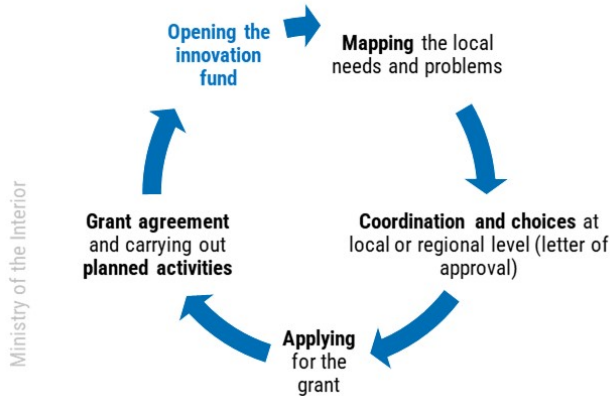 Opening the
innovation
fund
Mapping the local
needs and problems
Coordination and choices at
local or regional level (letter of
approval)
Applying
for the
grant
Grant agreement
and carrying out
planned activities
Ministry of the Interior